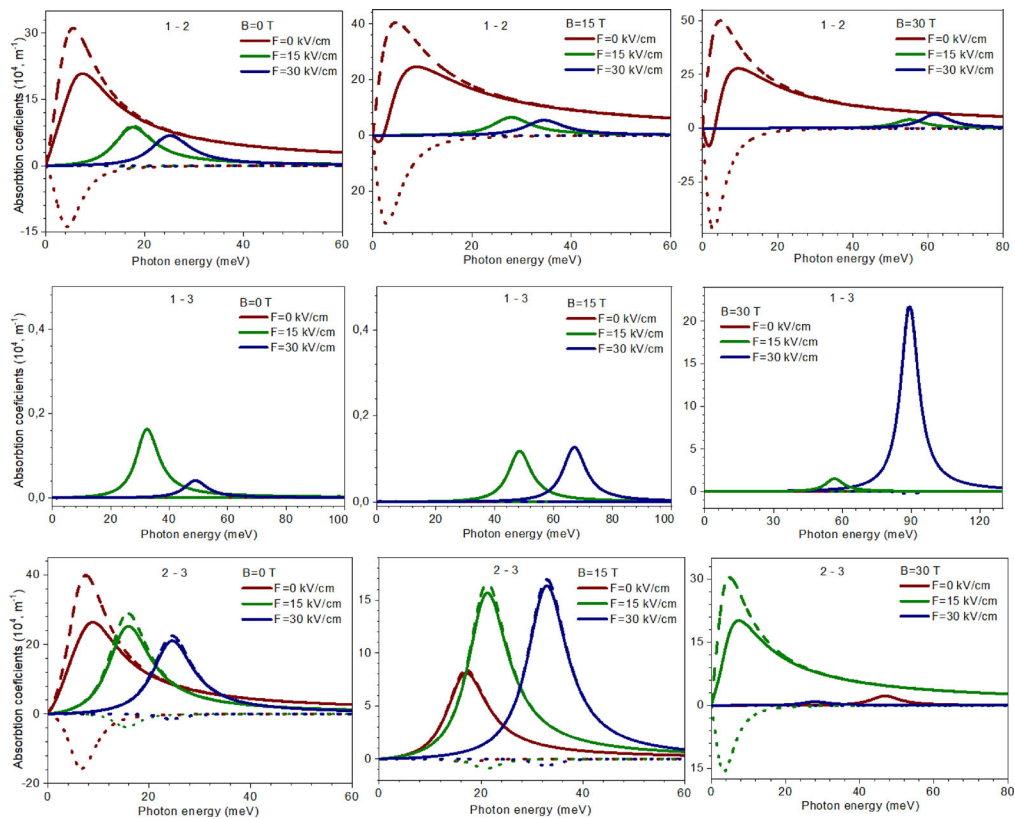 1 - 2
B=0 T
F=0 kV/cm
F=15 kV/cm
F=30 kV/cm
Absorbtion coeficients (10⁴, m⁻¹)
30
15
0
-15
0 20 40 60
Photon energy (meV)
1 - 2
B=15 T
F=0 kV/cm
F=15 kV/cm
F=30 kV/cm
40
20
0
20
40
0 20 40 60
Photon energy (meV)
1 - 2
B=30 T
F=0 kV/cm
F=15 kV/cm
F=30 kV/cm
50
25
0
-25
0 20 40 60 80
Photon energy (meV)
1 - 3
B=0 T
F=0 kV/cm
F=15 kV/cm
F=30 kV/cm
Absorbtion coeficients (10⁴, m⁻¹)
0,4
0,2
0,0
0 20 40 60 80 100
Photon energy (meV)
1 - 3
B=15 T
F=0 kV/cm
F=15 kV/cm
F=30 kV/cm
0,4
0,2
0,0
0 20 40 60 80 100
Photon energy (meV)
1 - 3
B=30 T
F=0 kV/cm
F=15 kV/cm
F=30 kV/cm
20
15
10
5
0
0 30 60 90 120
Photon energy (meV)
2 - 3
B=0 T
F=0 kV/cm
F=15 kV/cm
F=30 kV/cm
Absorbtion coeficients (10⁴, m⁻¹)
40
20
0
-20
0 20 40 60
Photon energy (meV)
2 - 3
B=15 T
F=0 kV/cm
F=15 kV/cm
F=30 kV/cm
15
10
5
0
0 20 40 60
Photon energy (meV)
2 - 3
B=30 T
F=0 kV/cm
F=15 kV/cm
F=30 kV/cm
30
15
0
15
0 20 40 60 80
Photon energy (meV)